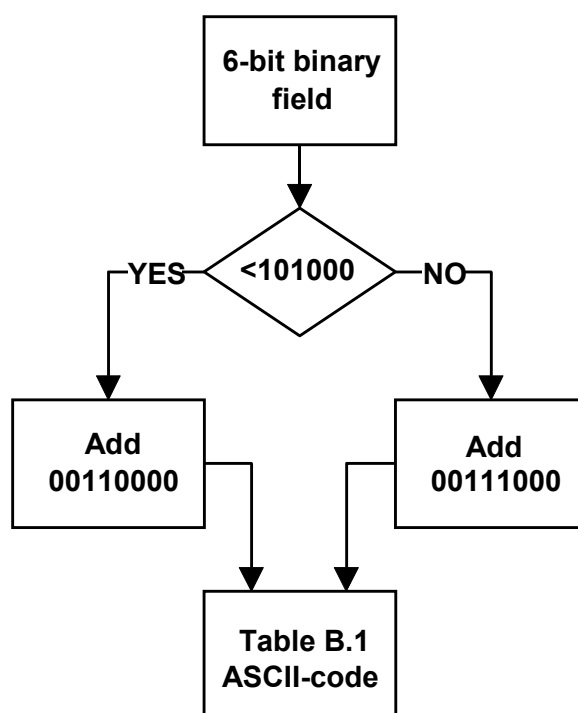 6-bit binary
field
<101000
YES
NO
Add
00110000
Add
00111000
Table B.1
ASCII-code